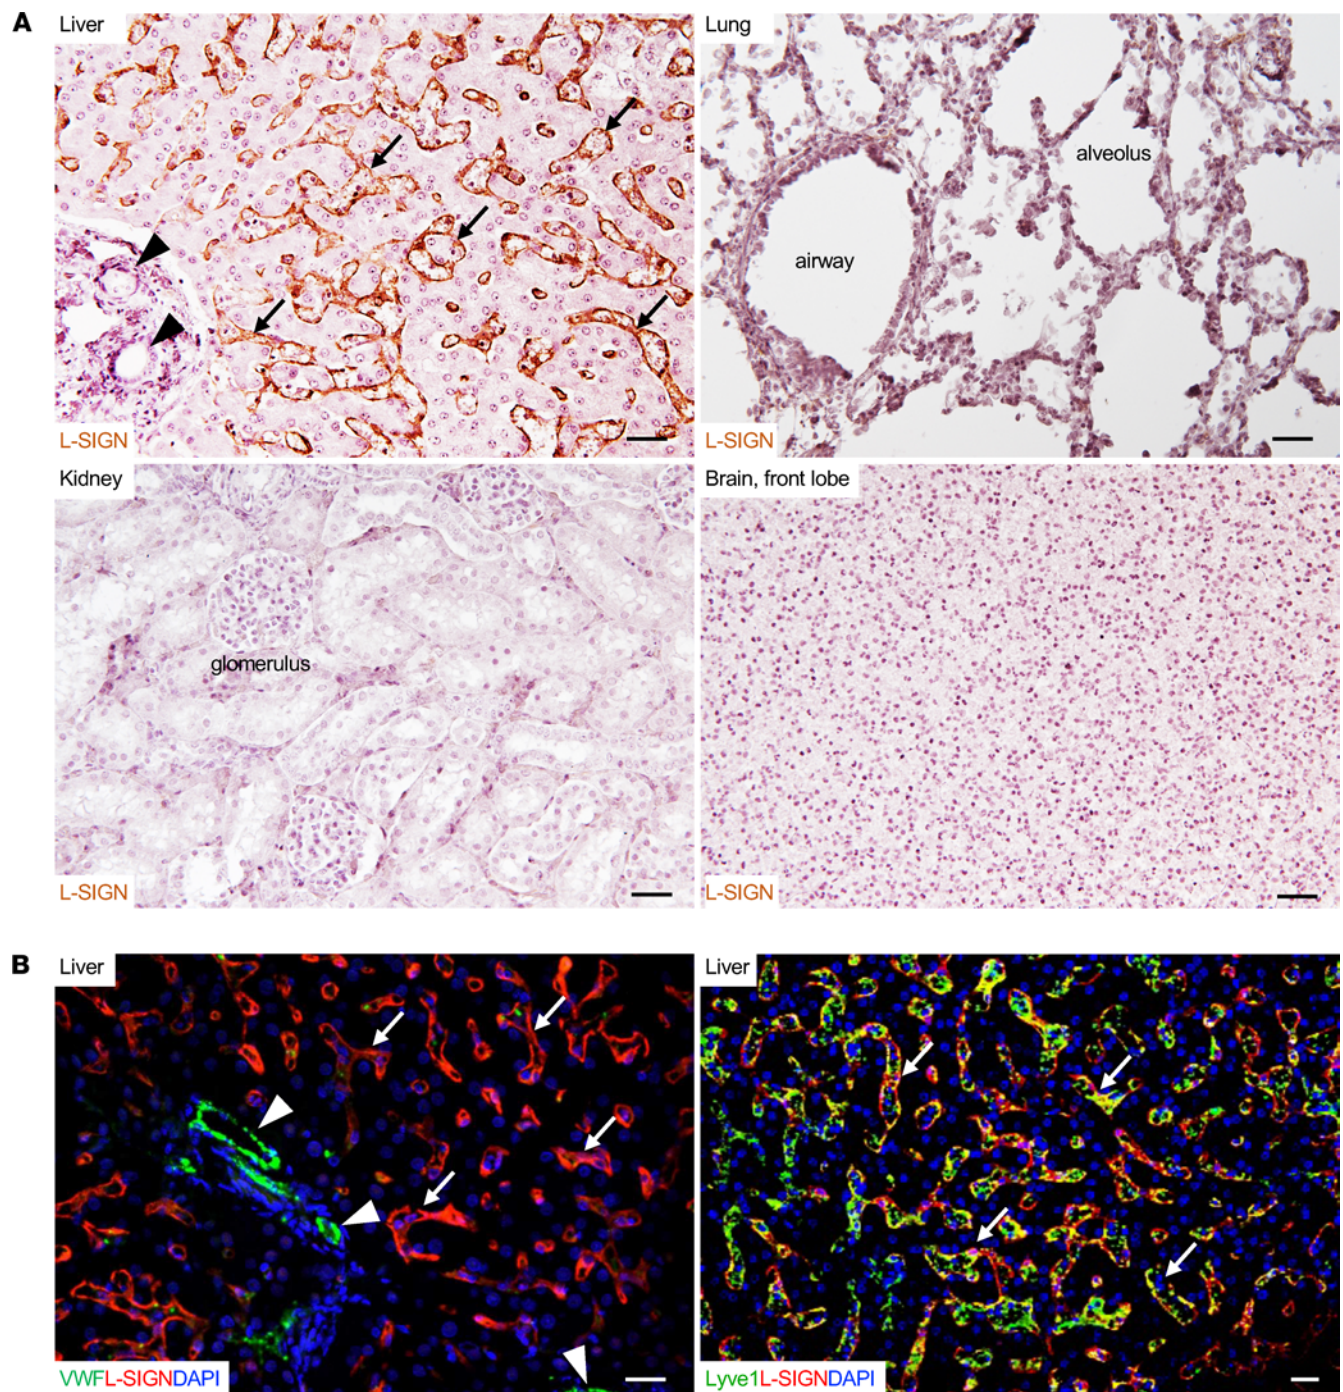 A
Liver
Lung
alveolus
airway
L-SIGN
L-SIGN
Kidney
Brain, front lobe
glomerulus
L-SIGN
L-SIGN
B
Liver
Liver
VWFL-SIGNDAPI
Lyve1L-SIGNDAPI